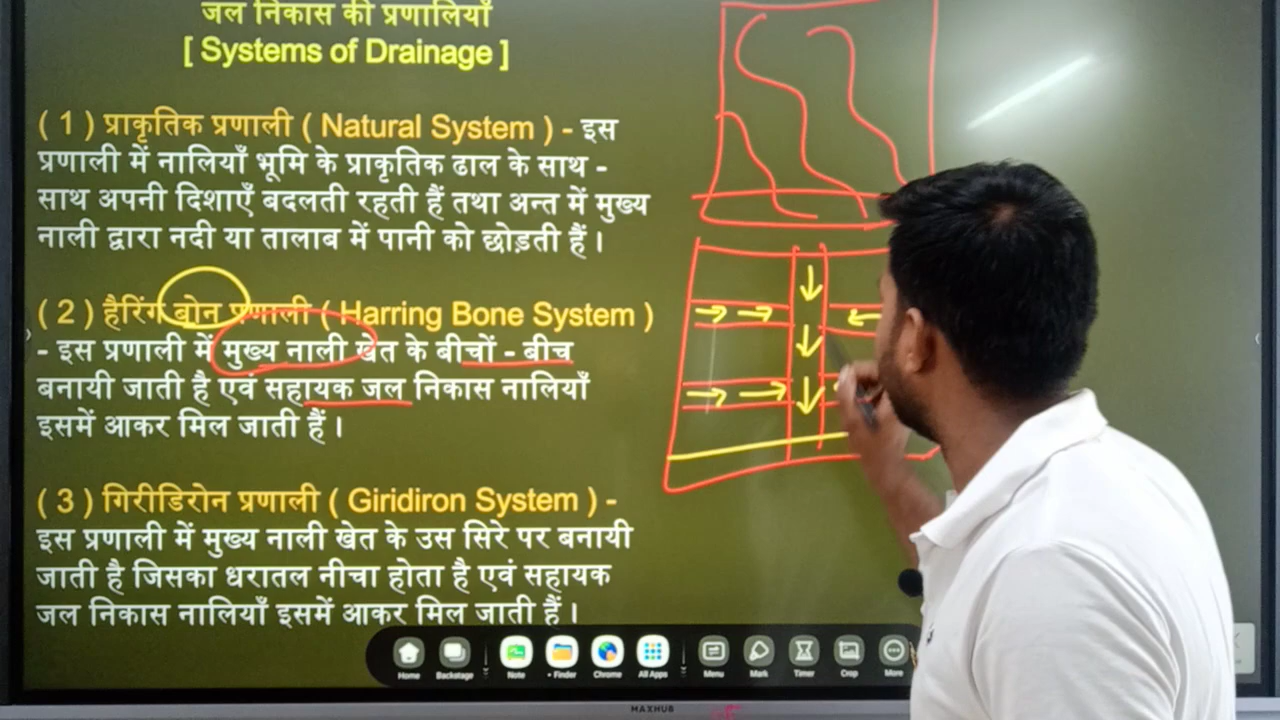 जल निकास की प्रणालियाँ
[ Systems of Drainage ]
( 1 ) प्राकृतिक प्रणाली ( Natural System ) - इस
प्रणाली में नालियाँ भूमि के प्राकृतिक ढाल के साथ -
साथ अपनी दिशाएँ बदलती रहती हैं तथा अन्त में मुख्य
नाली द्वारा नदी या तालाब में पानी को छोड़ती हैं ।
( 2 ) हैरिंग बोन प्रणाली ( Harring Bone System )
- इस प्रणाली में मुख्य नाली खेत के बीचों - बीच
बनायी जाती है एवं सहायक जल निकास नालियाँ
इसमें आकर मिल जाती हैं ।
( 3 ) गिरीडिरोन प्रणाली ( Giridiron System ) -
इस प्रणाली में मुख्य नाली खेत के उस सिरे पर बनायी
जाती है जिसका धरातल नीचा होता है एवं सहायक
जल निकास नालियाँ इसमें आकर मिल जाती हैं ।
Home Backstage Note Finder Chrome All Apps Menu Mark Timer Crop More
MAXHUB